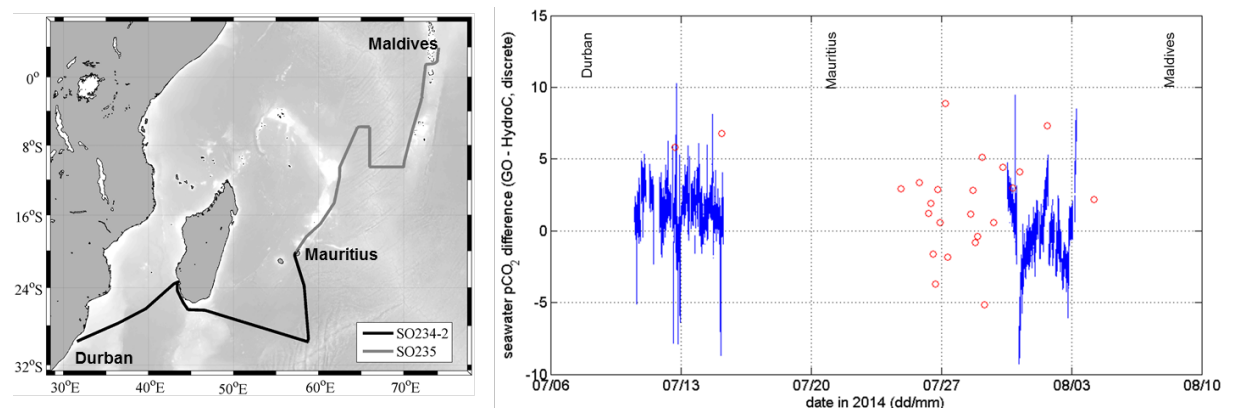 Maldives
0°
8°S
16°S
24°S
32°S
Mauritius
Durban
SO234-2
SO235
30°E
40°E
50°E
60°E
70°E
seawater pCO2 difference (GO - HydroC, discrete)
15
10
5
0
-5
-10
Durban
Mauritius
Maldives
07/06
07/13
07/20
07/27
08/03
08/10
date in 2014 (dd/mm)